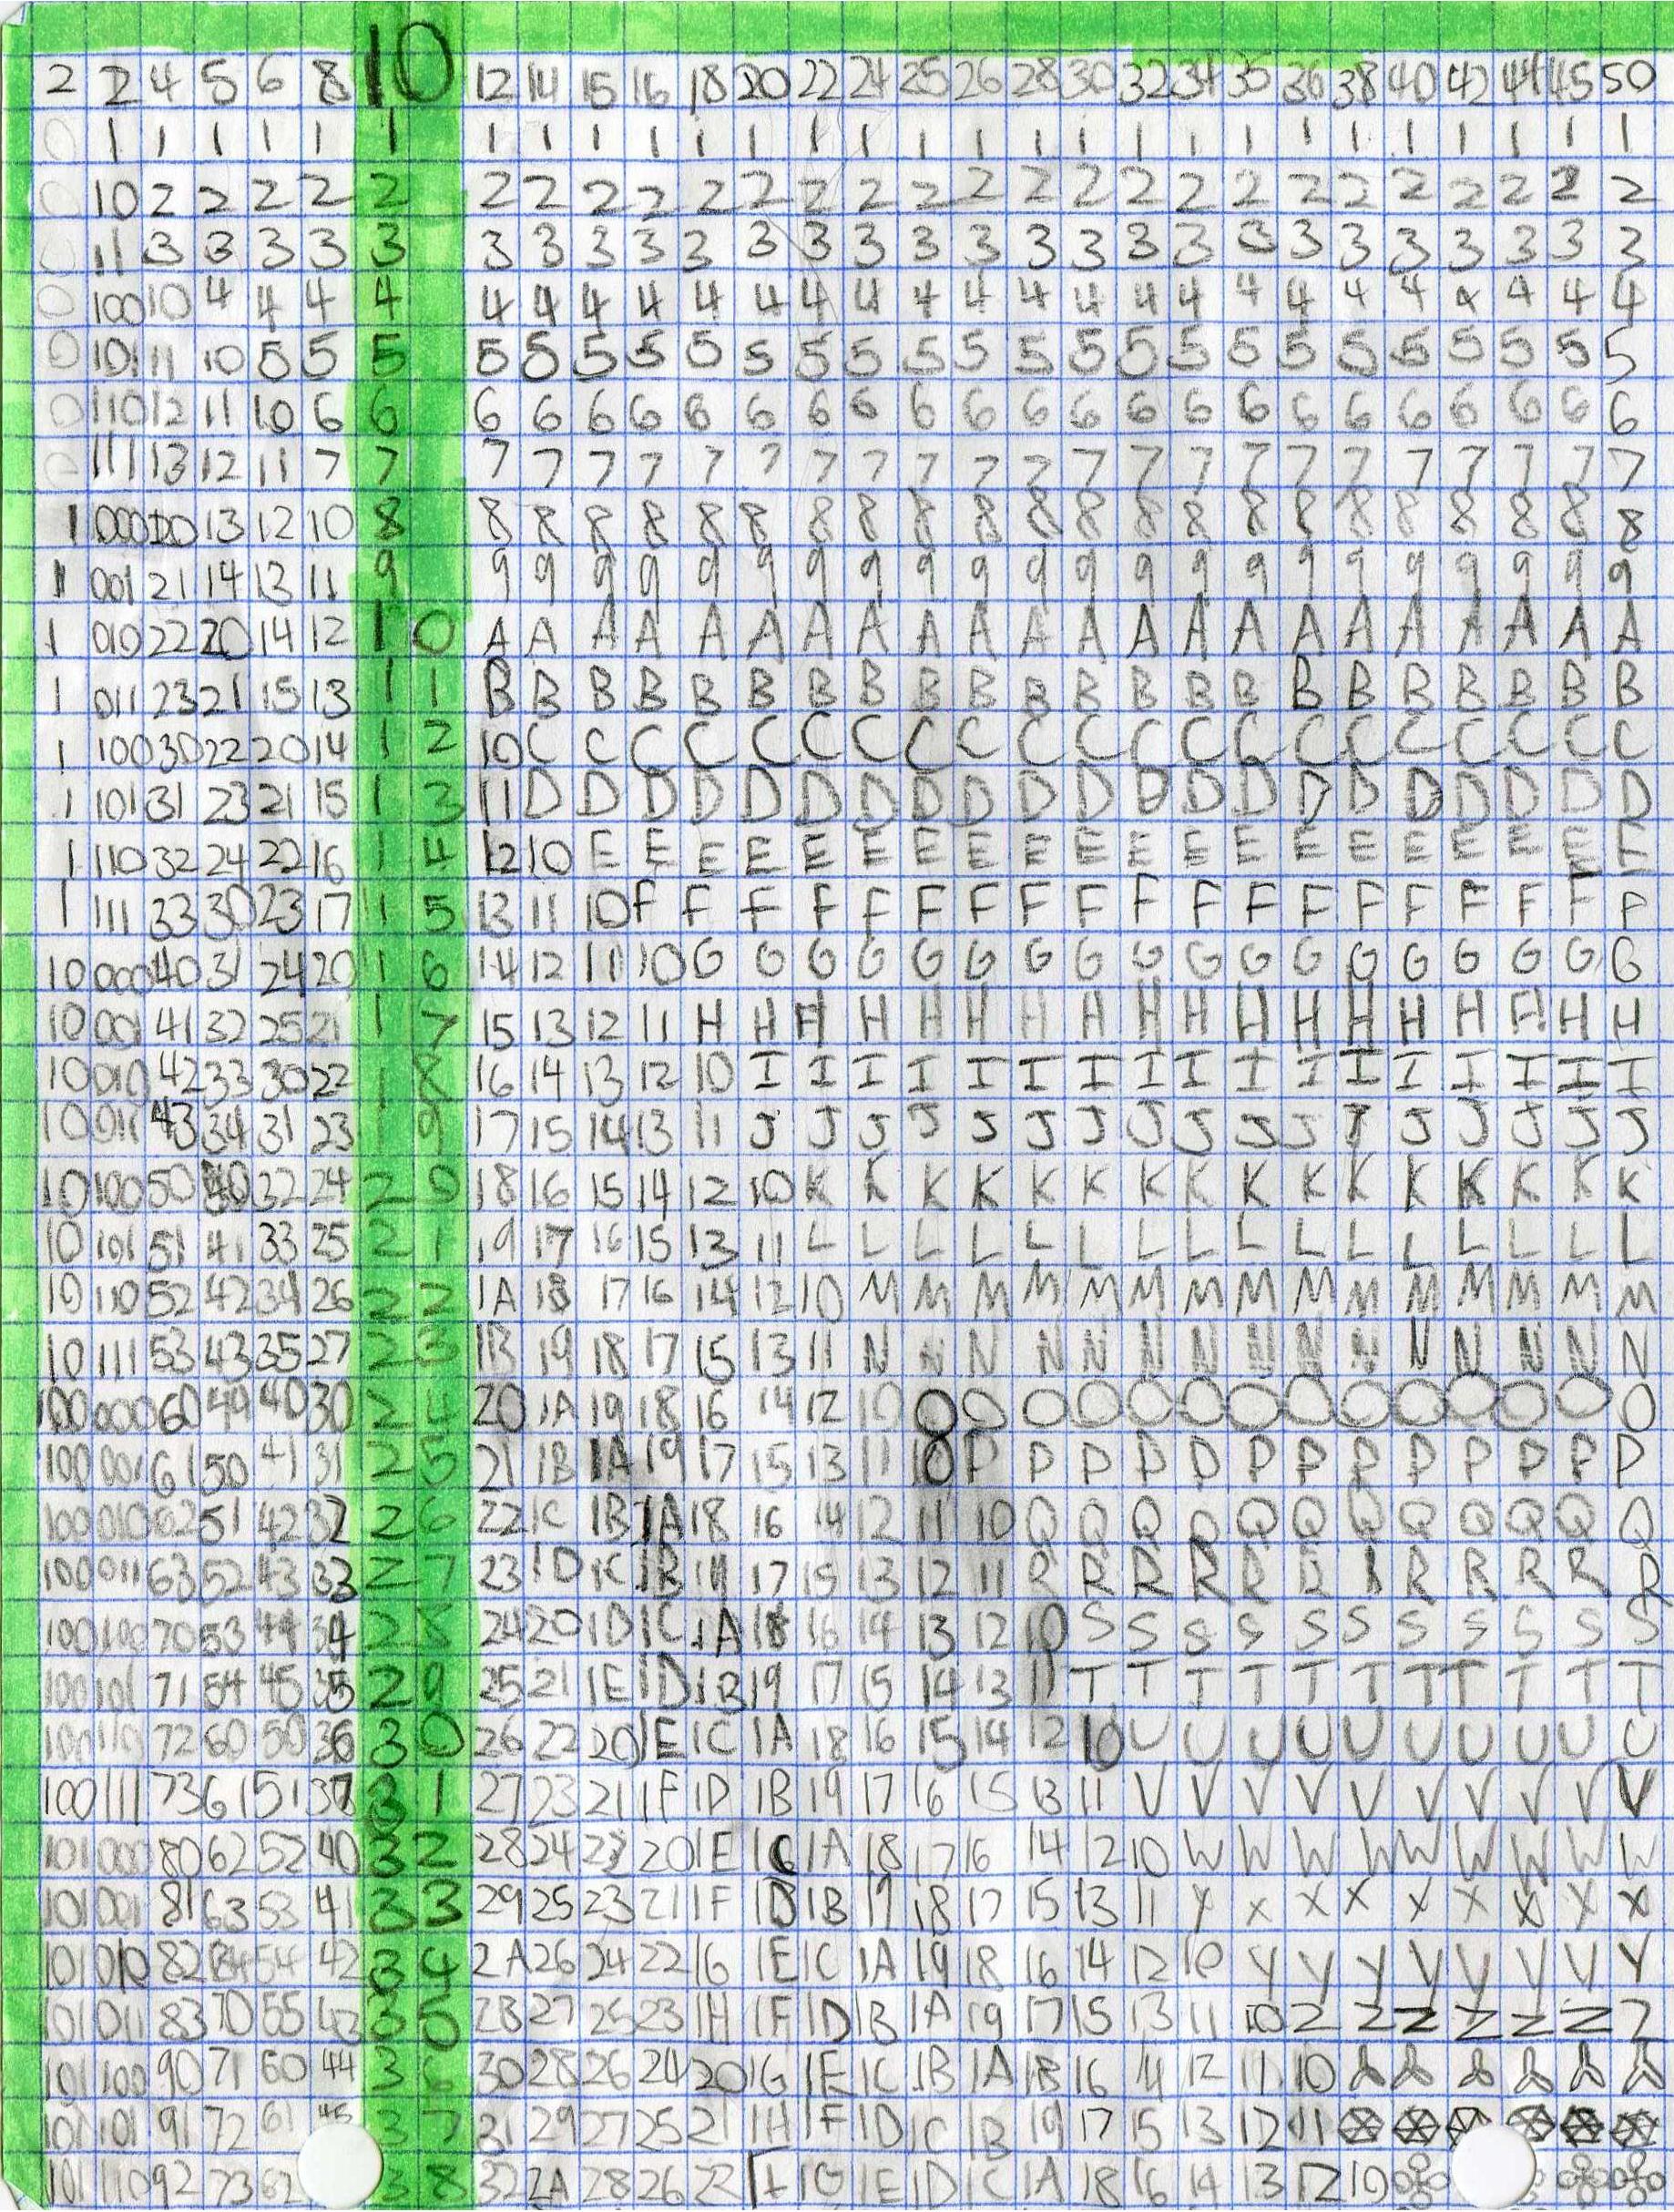 2 2 4 5 6 8 10 12 14 15 16 18 20 22 24 25 26 28 30 32 34 35 36 38 40 42 44 45 50
0 1 1 1 1 1 1 1 1 1 1 1 1 1 1 1 1 1 1 1 1 1 1 1 1 1 1 1 1
0 10 2 2 2 2 2 2 2 2 2 2 2 2 2 2 2 2 2 2 2 2 2 2 2 2 2 2 2
0 11 3 3 3 3 3 3 3 3 3 3 3 3 3 3 3 3 3 3 3 3 3 3 3 3 3 3 3
0 100 10 4 4 4 4 4 4 4 4 4 4 4 4 4 4 4 4 4 4 4 4 4 4 4 4 4 4
0 101 11 10 5 5 5 5 5 5 5 5 5 5 5 5 5 5 5 5 5 5 5 5 5 5 5 5 5
0 110 12 11 10 6 6 6 6 6 6 6 6 6 6 6 6 6 6 6 6 6 6 6 6 6 6 6 6
0 111 13 12 11 7 7 7 7 7 7 7 7 7 7 7 7 7 7 7 7 7 7 7 7 7 7 7 7
1 000 20 13 12 10 8 8 8 8 8 8 8 8 8 8 8 8 8 8 8 8 8 8 8 8 8 8 8
1 001 21 14 13 11 9 9 9 9 9 9 9 9 9 9 9 9 9 9 9 9 9 9 9 9 9 9 9
1 010 22 20 14 12 10 A A A A A A A A A A A A A A A A A A A A A A
1 011 23 21 15 13 11 B B B B B B B B B B B B B B B B B B B B B B
1 100 30 22 20 14 12 10 C C C C C C C C C C C C C C C C C C C C C
1 101 31 23 21 15 13 11 D D D D D D D D D D D D D D D D D D D D D
1 110 32 24 22 16 14 12 10 E E E E E E E E E E E E E E E E E E E E
1 111 33 30 23 17 15 13 11 10 F F F F F F F F F F F F F F F F F F F
10 000 40 31 24 20 16 14 12 11 10 G G G G G G G G G G G G G G G G G G
10 001 41 32 25 21 17 15 13 12 11 H H H H H H H H H H H H H H H H H H
10 010 42 33 30 22 18 16 14 13 12 10 I I I I I I I I I I I I I I I I I
10 011 43 34 31 23 19 17 15 14 13 11 J J J J J J J J J J J J J J J J J
10 100 50 40 32 24 20 18 16 15 14 12 10 K K K K K K K K K K K K K K K K
10 101 51 41 33 25 21 19 17 16 15 13 11 L L L L L L L L L L L L L L L L
10 110 52 42 34 26 22 1A 18 17 16 14 12 10 M M M M M M M M M M M M M M M
10 111 53 43 35 27 23 1B 19 18 17 15 13 11 N N N N N N N N N N N N N N N
100 000 60 44 40 30 24 20 1A 19 18 16 14 12 10 O O O O O O O O O O O O O O
100 001 61 50 41 31 25 21 1B 1A 19 17 15 13 11 10 P P P P P P P P P P P P P
100 010 62 51 42 32 26 22 1C 1B 1A 18 16 14 12 11 10 Q Q Q Q Q Q Q Q Q Q Q Q
100 011 63 52 43 33 27 23 1D 1C 1B 19 17 15 13 12 11 R R R R R R R R R R R R
100 100 70 53 44 34 28 24 20 1D 1C 1A 18 16 14 13 12 10 S S S S S S S S S S S
100 101 71 54 45 35 29 25 21 1E 1D 1B 19 17 15 14 13 11 T T T T T T T T T T T
100 110 72 60 50 36 30 26 22 20 1E 1C 1A 18 16 15 14 12 10 U U U U U U U U U U
100 111 73 61 51 37 31 27 23 21 1F 1D 1B 19 17 16 15 13 11 V V V V V V V V V V
101 000 80 62 52 40 32 28 24 22 20 1E 1C 1A 18 17 16 14 12 10 W W W W W W W W W
101 001 81 63 53 41 33 29 25 23 21 1F 1D 1B 19 18 17 15 13 11 X X X X X X X X X
101 010 82 64 54 42 34 2A 26 24 22 1G 1E 1C 1A 19 18 16 14 12 10 Y Y Y Y Y Y Y Y
101 011 83 70 55 43 35 2B 27 25 23 1H 1F 1D 1B 1A 19 17 15 13 11 10 Z Z Z Z Z Z Z
101 100 90 71 60 44 36 30 28 26 24 20 1G 1E 1C 1B 1A 18 16 14 12 11 10
101 101 91 72 61 45 37 31 29 27 25 21 1H 1F 1D 1C 1B 19 17 15 13 12 11
101 110 92 73 62 38 32 2A 28 26 22 1I 1G 1E 1D 1C 1A 18 16 14 13 12 10